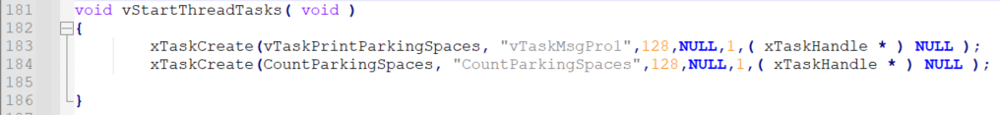 181 void vStartThreadTasks( void )
182 {
183 xTaskCreate(vTaskPrintParkingSpaces, "vTaskMsgPro1",128,NULL,1,( xTaskHandle * ) NULL );
184 xTaskCreate(CountParkingSpaces, "CountParkingSpaces",128,NULL,1,( xTaskHandle * ) NULL );
185
186 }